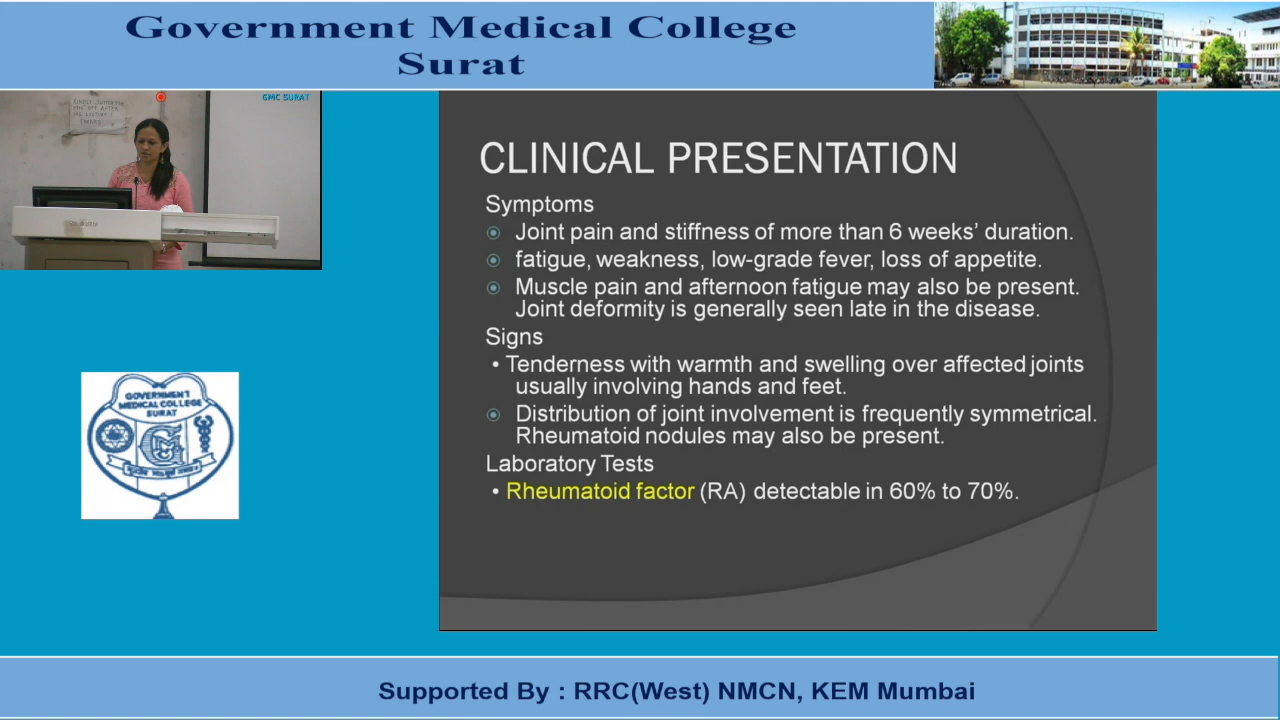 Government Medical College
Surat
GMC SURAT
CLINICAL PRESENTATION
Symptoms
Joint pain and stiffness of more than 6 weeks’ duration.
fatigue, weakness, low-grade fever, loss of appetite.
Muscle pain and afternoon fatigue may also be present.
Joint deformity is generally seen late in the disease.
Signs
• Tenderness with warmth and swelling over affected joints
usually involving hands and feet.
Distribution of joint involvement is frequently symmetrical.
Rheumatoid nodules may also be present.
Laboratory Tests
• Rheumatoid factor (RA) detectable in 60% to 70%.
GOVERNMENT
MEDICAL COLLEGE
SURAT
Supported By : RRC(West) NMCN, KEM Mumbai